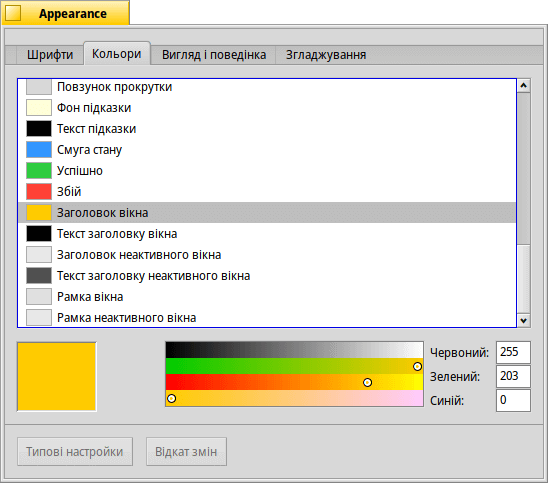 Appearance
Шрифти Кольори Вигляд і поведінка Згладжування
Повзунок прокрутки
Фон підказки
Текст підказки
Смуга стану
Успішно
Збій
Заголовок вікна
Текст заголовку вікна
Заголовок неактивного вікна
Текст заголовку неактивного вікна
Рамка вікна
Рамка неактивного вікна
Червоний: 255
Зелений: 203
Синій: 0
Типові настройки Відкат змін